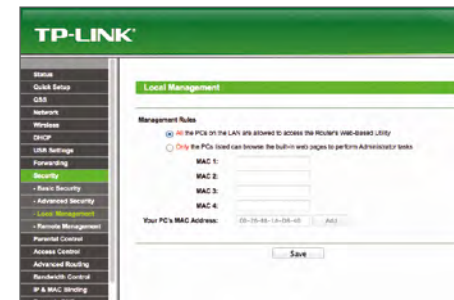 TP-LINK
Status
Quick Setup
QSS
Network
Wireless
DHCP
USB Settings
Forwarding
Security
- Basic Security
- Advanced Security
- Local Management
- Remote Management
Parental Control
Access Control
Advanced Routing
Bandwidth Control
IP & MAC Binding
Local Management
Management Rules
All the PCs on the LAN are allowed to access the Router's Web-Based Utility
Only the PCs listed can browse the built-in web pages to perform Administrator tasks
MAC 1:
MAC 2:
MAC 3:
MAC 4:
Your PC's MAC Address:
Add
Save